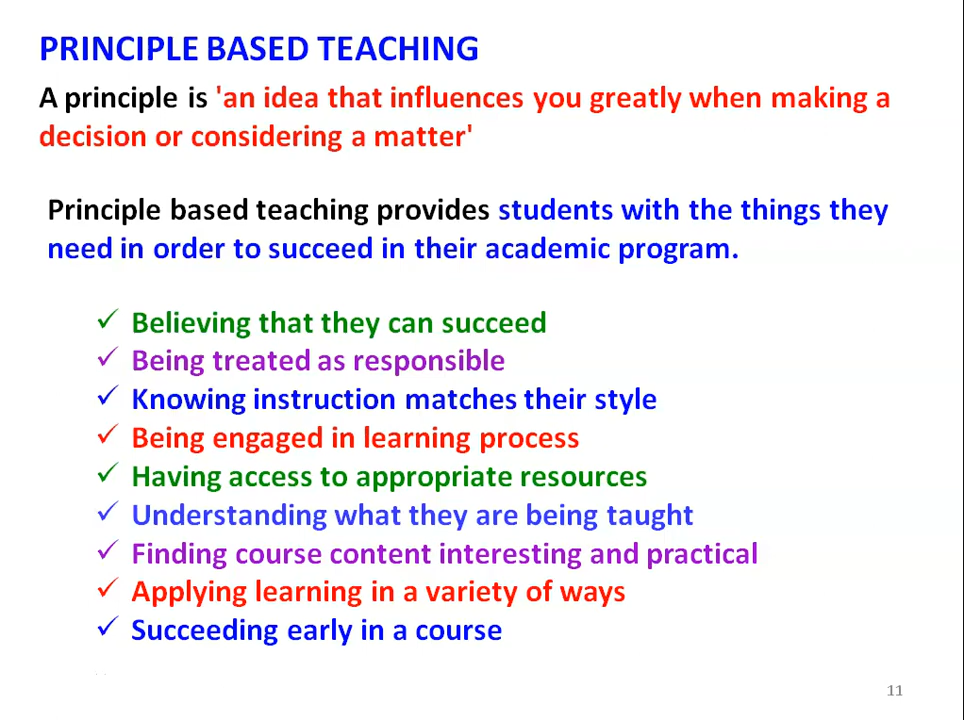 PRINCIPLE BASED TEACHING
A principle is 'an idea that influences you greatly when making a
decision or considering a matter'
Principle based teaching provides students with the things they
need in order to succeed in their academic program.
✓ Believing that they can succeed
✓ Being treated as responsible
✓ Knowing instruction matches their style
✓ Being engaged in learning process
✓ Having access to appropriate resources
✓ Understanding what they are being taught
✓ Finding course content interesting and practical
✓ Applying learning in a variety of ways
✓ Succeeding early in a course
11